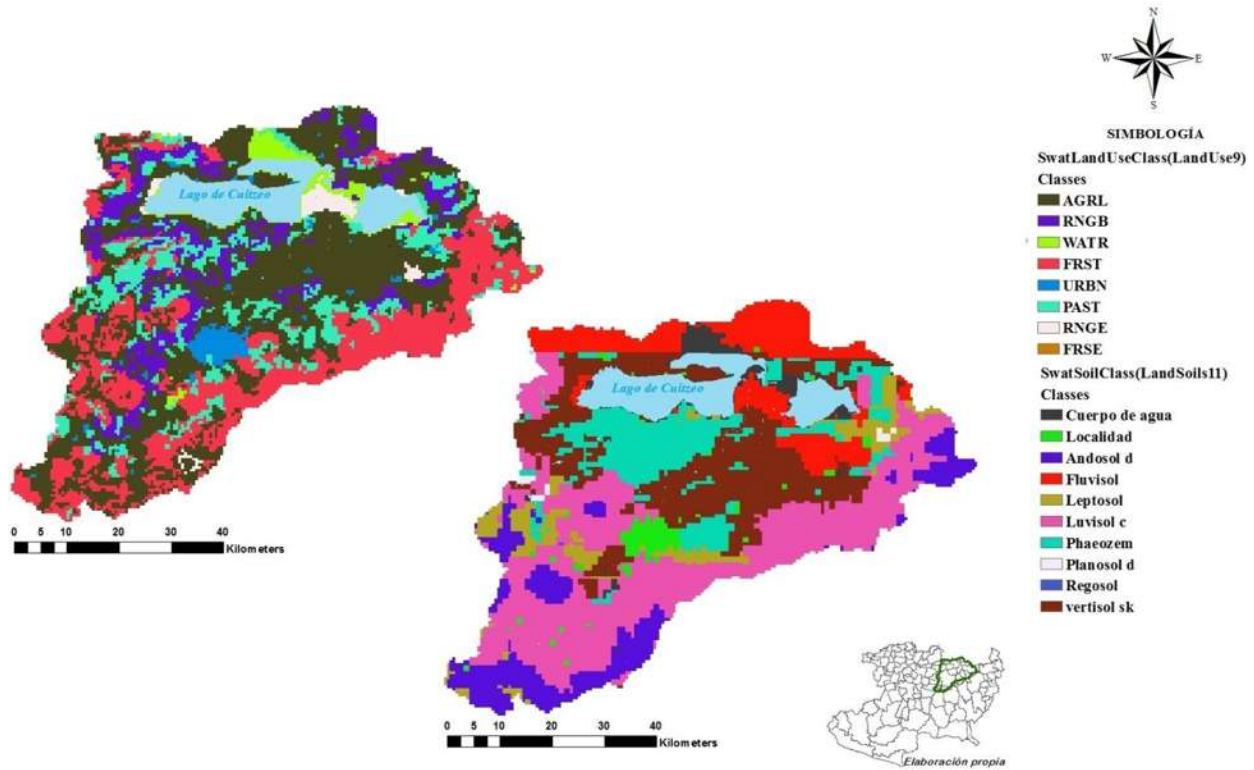 N
W
E
S
SIMBOLOGÍA
SwatLandUseClass(LandUse9)
Classes
AGRL
RNGB
WATR
FRST
URBN
PAST
RNGE
FRSE
SwatSoilClass(LandSoils11)
Classes
Cuerpo de agua
Localidad
Andosol d
Fluvisol
Leptosol
Luvisol c
Phaeozem
Planosol d
Regosol
vertisol sk
Lago de Cuitzeo
0 5 10 20 30 40
Kilometers
Lago de Cuitzeo
0 5 10 20 30 40
Kilometers
Elaboración propia